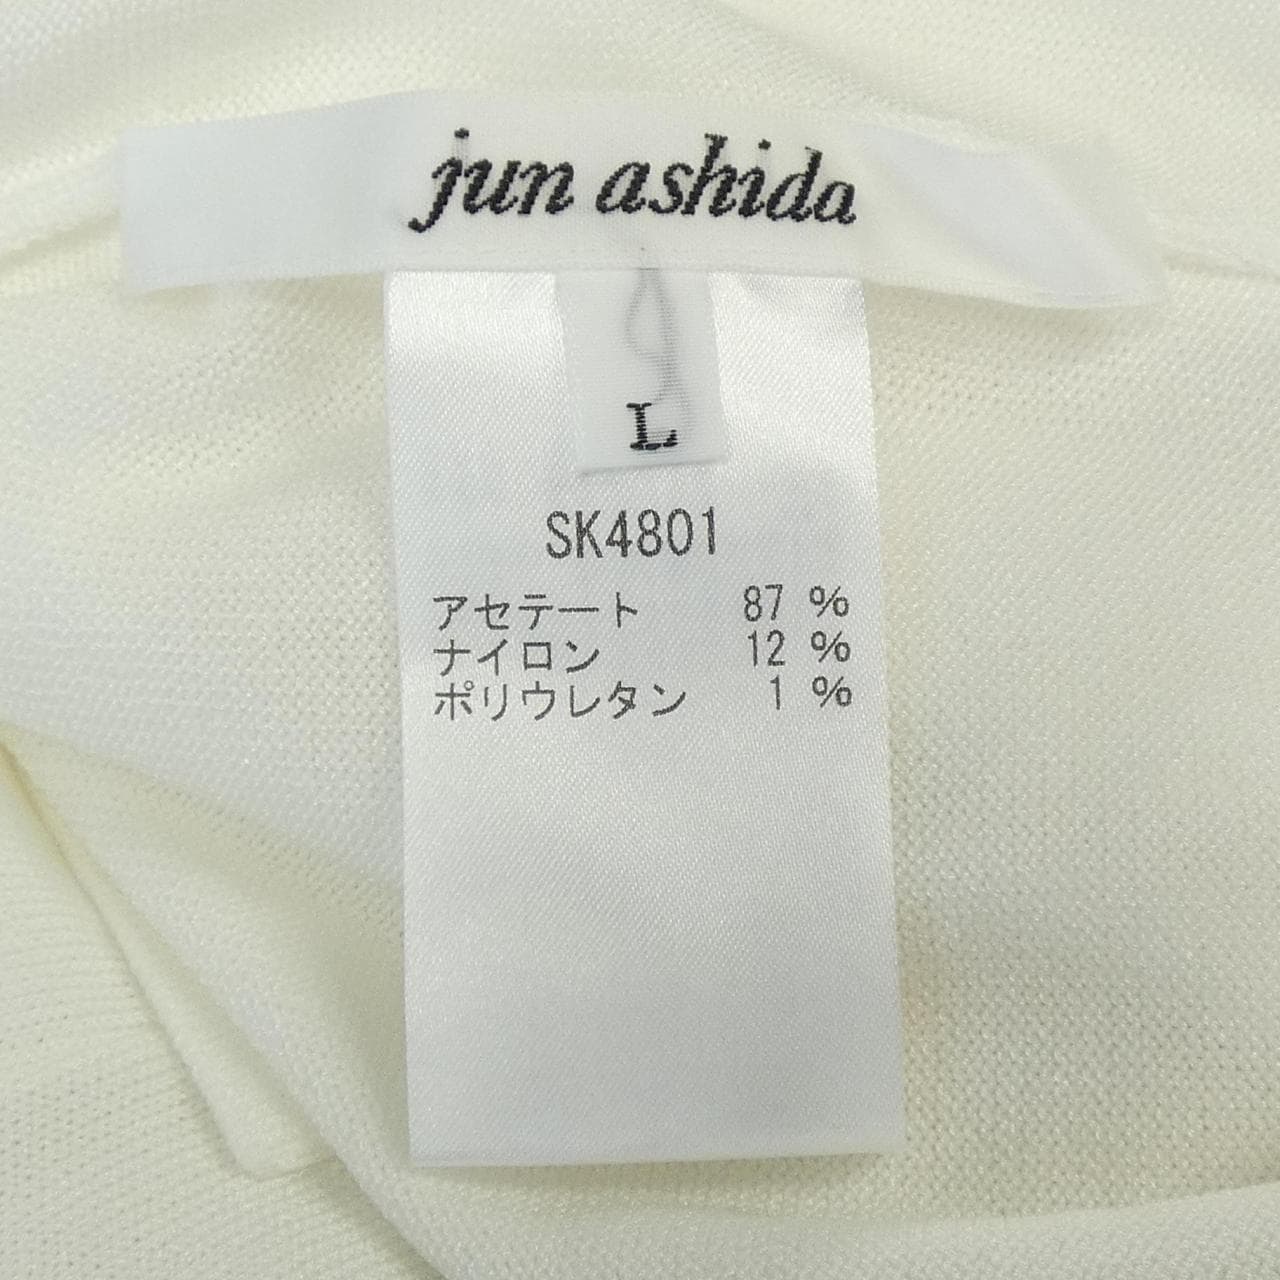 jun ashida
L
SK4801
アセテート 87 %
ナイロン 12 %
ポリウレタン 1 %